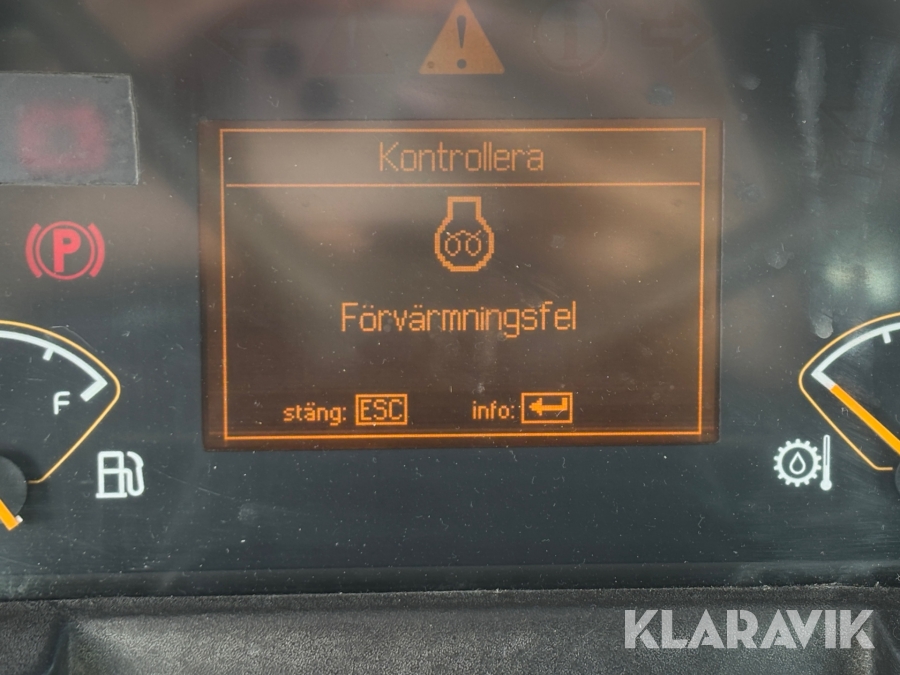 Kontrollera
P
Förvärmningsfel
F
stäng: ESC info:
KLARAVIK